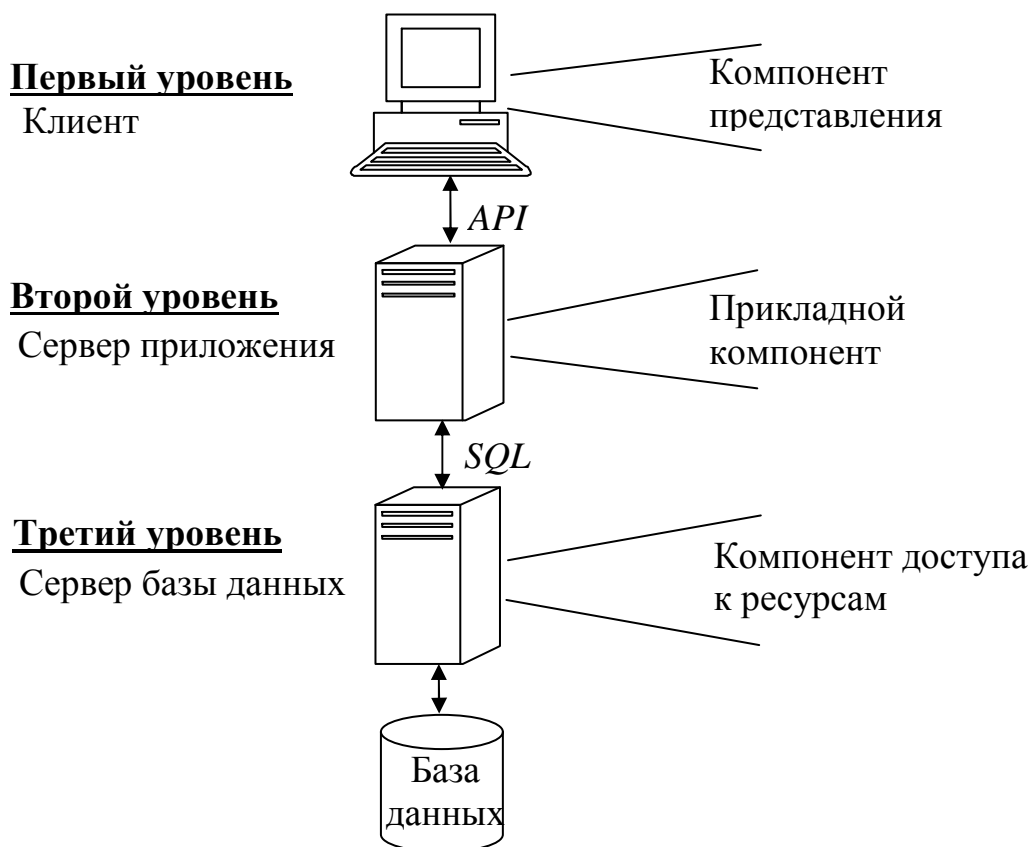 Первый уровень
Клиент
Компонент
представления
API
Второй уровень
Сервер приложения
Прикладной
компонент
SQL
Третий уровень
Сервер базы данных
Компонент доступа
к ресурсам
База
данных